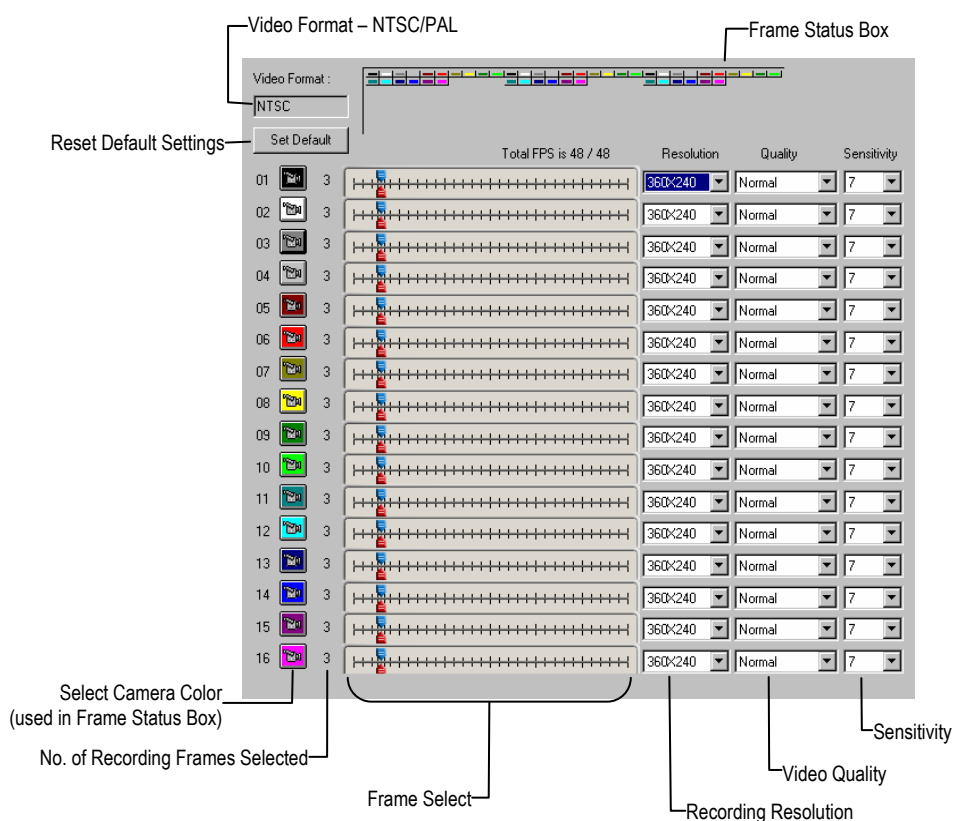 Video Format – NTSC/PAL
Frame Status Box
Video Format :
NTSC
Reset Default Settings
Set Default
Total FPS is 48 / 48
Resolution Quality Sensitivity
01 3 360X240 Normal 7
02 3 360X240 Normal 7
03 3 360X240 Normal 7
04 3 360X240 Normal 7
05 3 360X240 Normal 7
06 3 360X240 Normal 7
07 3 360X240 Normal 7
08 3 360X240 Normal 7
09 3 360X240 Normal 7
10 3 360X240 Normal 7
11 3 360X240 Normal 7
12 3 360X240 Normal 7
13 3 360X240 Normal 7
14 3 360X240 Normal 7
15 3 360X240 Normal 7
16 3 360X240 Normal 7
Select Camera Color
(used in Frame Status Box)
No. of Recording Frames Selected
Frame Select
Sensitivity
Video Quality
Recording Resolution